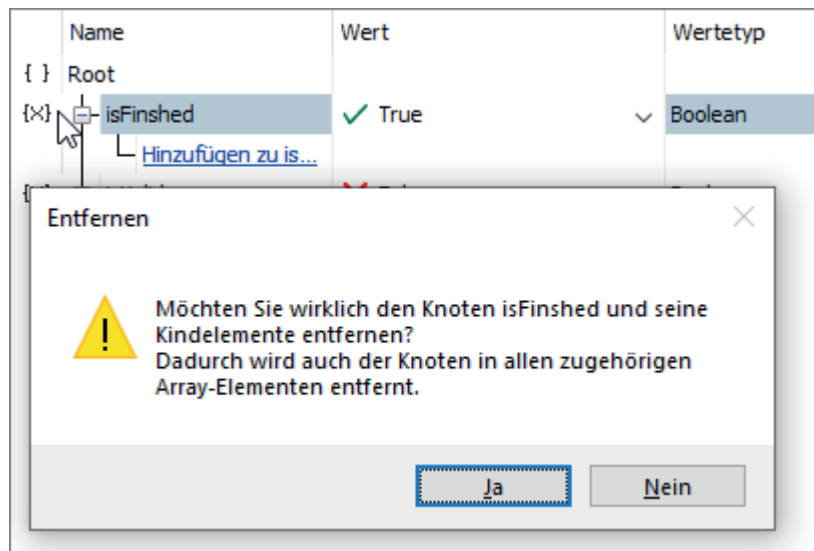 Name Wert Wertetyp
{ } Root
{x} isFinshed True Boolean
Hinzufügen zu is...
Entfernen
Möchten Sie wirklich den Knoten isFinshed und seine
Kindelemente entfernen?
Dadurch wird auch der Knoten in allen zugehörigen
Array-Elementen entfernt.
Ja Nein